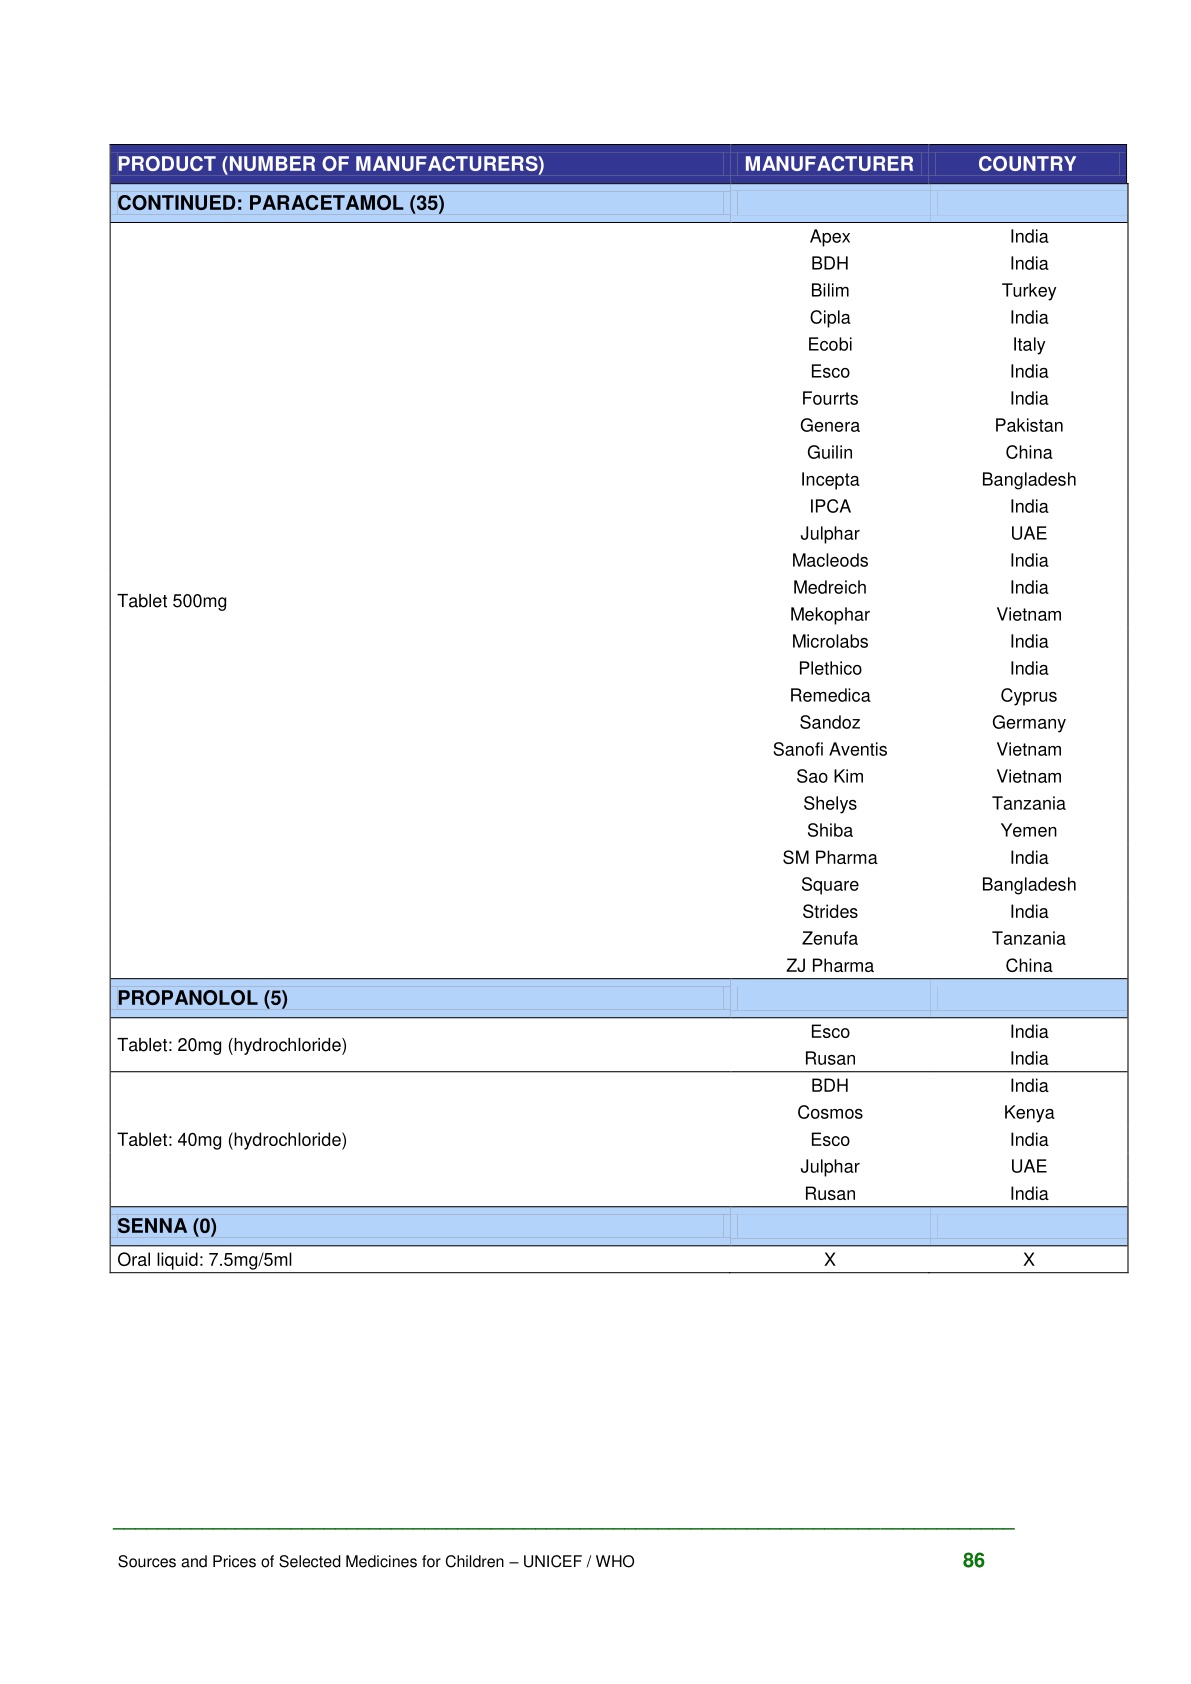 PRODUCT (NUMBER OF MANUFACTURERS) MANUFACTURER COUNTRY
CONTINUED: PARACETAMOL (35)
Apex India
BDH India
Bilim Turkey
Cipla India
Ecobi Italy
Esco India
Fourrts India
Genera Pakistan
Guilin China
Incepta Bangladesh
IPCA India
Julphar UAE
Macleods India
Medreich India
Tablet 500mg
Mekophar Vietnam
Microlabs India
Plethico India
Remedica Cyprus
Sandoz Germany
Sanofi Aventis Vietnam
Sao Kim Vietnam
Shelys Tanzania
Shiba Yemen
SM Pharma India
Square Bangladesh
Strides India
Zenufa Tanzania
ZJ Pharma China
PROPANOLOL (5)
Esco India
Tablet: 20mg (hydrochloride)
Rusan India
BDH India
Cosmos Kenya
Tablet: 40mg (hydrochloride) Esco India
Julphar UAE
Rusan India
SENNA (0)
Oral liquid: 7.5mg/5ml X X
Sources and Prices of Selected Medicines for Children – UNICEF / WHO 86